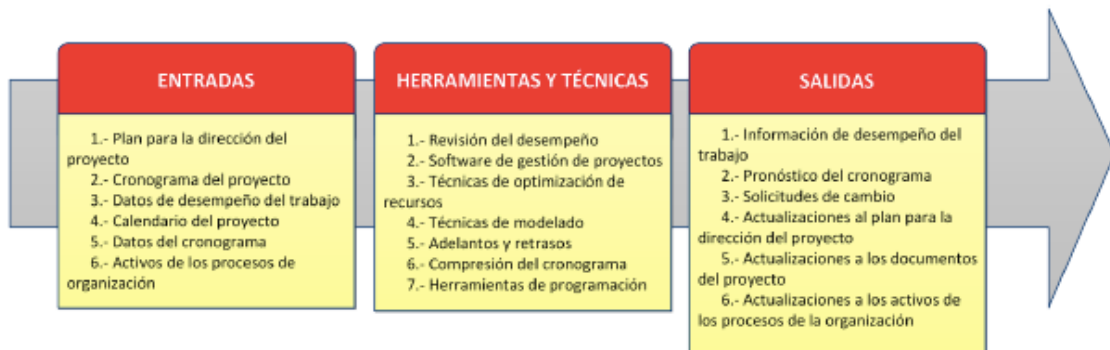 ENTRADAS
1.- Plan para la dirección del
proyecto
2.- Cronograma del proyecto
3.- Datos de desempeño del trabajo
4.- Calendario del proyecto
5.- Datos del cronograma
6.- Activos de los procesos de
organización
HERRAMIENTAS Y TÉCNICAS
1.- Revisión del desempeño
2.- Software de gestión de proyectos
3.- Técnicas de optimización de
recursos
4.- Técnicas de modelado
5.- Adelantos y retrasos
6.- Compresión del cronograma
7.- Herramientas de programación
SALIDAS
1.- Información de desempeño del
trabajo
2.- Pronóstico del cronograma
3.- Solicitudes de cambio
4.- Actualizaciones al plan para la
dirección del proyecto
5.- Actualizaciones a los documentos
del proyecto
6.- Actualizaciones a los activos de
los procesos de la organización